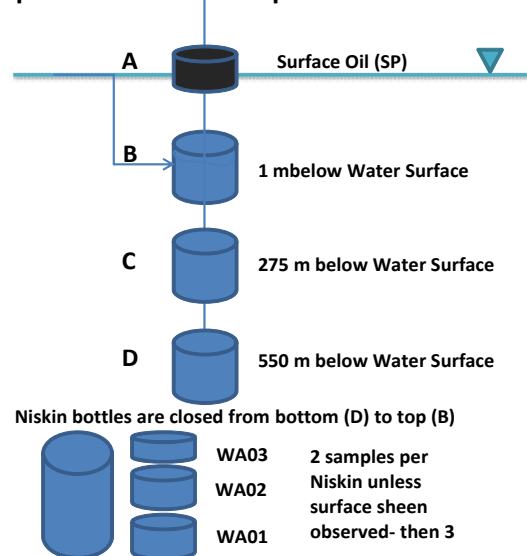 A Surface Oil (SP)
B
1 mbelow Water Surface
C 275 m below Water Surface
D 550 m below Water Surface
Niskin bottles are closed from bottom (D) to top (B)
WA03
WA02
WA01
2 samples per
Niskin unless
surface sheen
observed- then 3